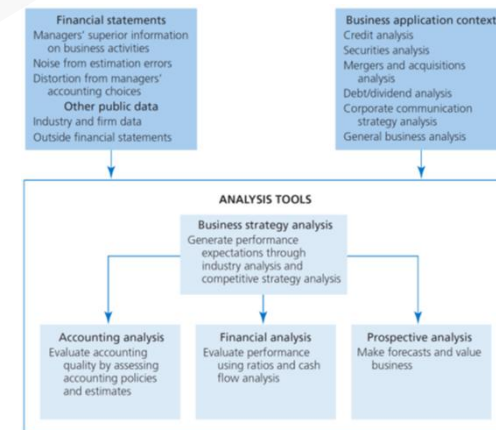 Financial statements
Managers' superior information
on business activities
Noise from estimation errors
Distortion from managers'
accounting choices
Other public data
Industry and firm data
Outside financial statements
Business application context
Credit analysis
Securities analysis
Mergers and acquisitions
analysis
Debt/dividend analysis
Corporate communication
strategy analysis
General business analysis
ANALYSIS TOOLS
Business strategy analysis
Generate performance
expectations through
industry analysis and
competitive strategy analysis
Accounting analysis
Evaluate accounting
quality by assessing
accounting policies
and estimates
Financial analysis
Evaluate performance
using ratios and cash
flow analysis
Prospective analysis
Make forecasts and value
business